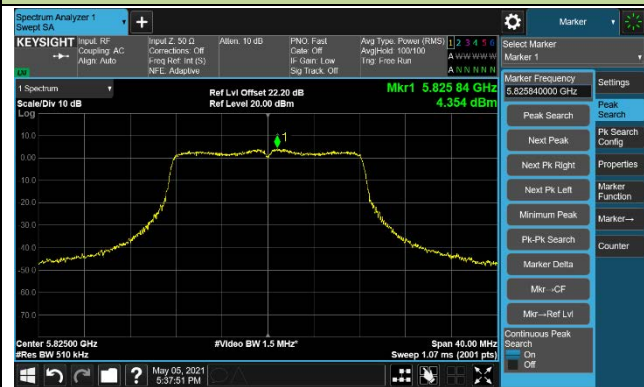 Spectrum Analyzer 1
Swept SA
+
Marker
KEYSIGHT
Input: RF
Coupling: AC
Align: Auto
Input Z: 50 Ω
Corrections: Off
Freq Ref: Int (S)
NFE: Adaptive
Atten: 10 dB
PNO: Fast
Gate: Off
IF Gain: Low
Sig Track: Off
Avg Type: Power (RMS)
Avg|Hold: 100/100
Trig: Free Run
1 2 3 4 5 6
A W W W W W
A N N N N N
LXI
Select Marker
Marker 1
1 Spectrum
Scale/Div 10 dB
Log
Ref Lvl Offset 22.20 dB
Ref Level 20.00 dBm
Mkr1 5.825 84 GHz
4.354 dBm
1
10.0
0.00
10.0
20.0
30.0
40.0
-50.0
60.0
70.0
Center 5.82500 GHz
#Res BW 510 kHz
#Video BW 1.5 MHz*
Span 40.00 MHz
Sweep 1.07 ms (2001 pts)
Marker Frequency
5.825840000 GHz
Peak Search
Next Peak
Next Pk Right
Next Pk Left
Minimum Peak
Pk-Pk Search
Marker Delta
Mkr→CF
Mkr→Ref Lvl
Continuous Peak
Search
On
Off
Settings
Peak
Search
Pk Search
Config
Properties
Marker
Function
Marker→
Counter
?
May 05, 2021
5:37:51 PM